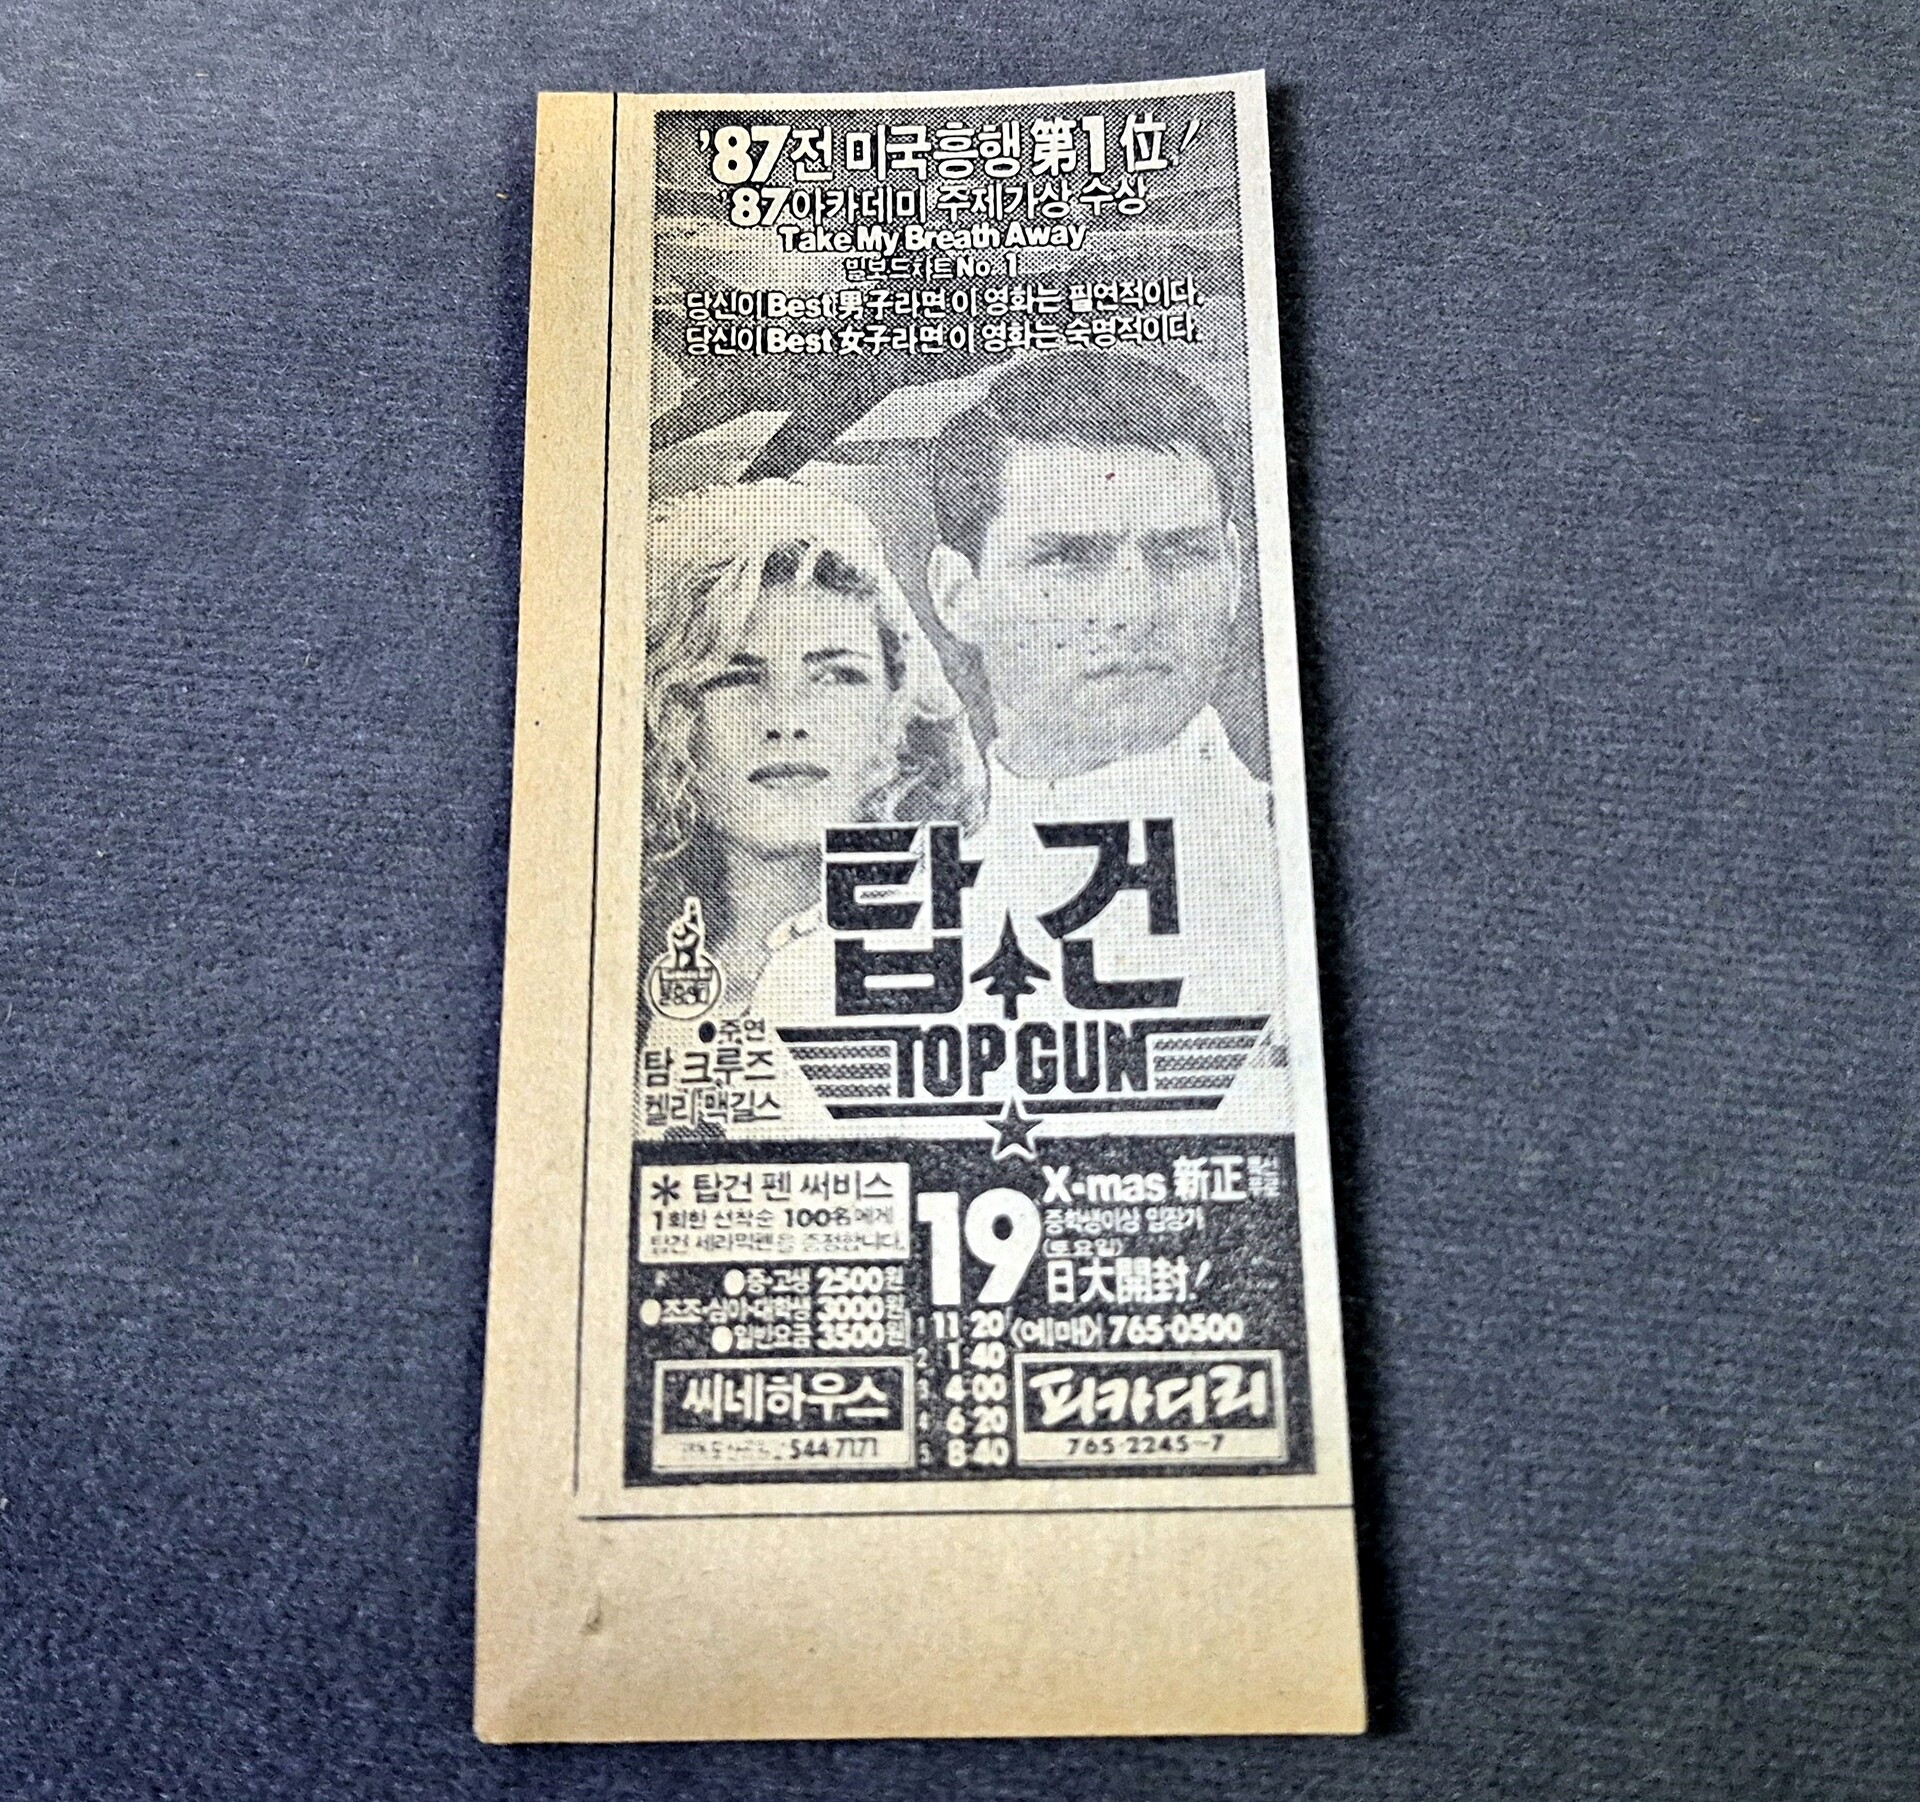 '87전 미국흥행 第1位!
'87아카데미 주제가상 수상
Take My Breath Away
빌보드차트 No. 1
당신이 Best 男子라면 이 영화는 필연적이다.
당신이 Best 女子라면 이 영화는 숙명적이다.
탑건
TOP GUN
●주연
탐 크루즈
켈리 맥길스
* 탑건 펜 써비스
1회한 선착순 100名에게
탑건 세라믹펜을 증정합니다.
●중·고생 2500원
●조조·심야·대학생 3000원
●일반요금 3500원
X-mas 新正
중학생이상 입장가
19
(토요일)
日大開封!
1 11·20
2 1·40
3 4·00
4 6·20
5 8·40
〈예매〉 765-0500
씨네하우스
544-7171
피카디리
765-2245~7